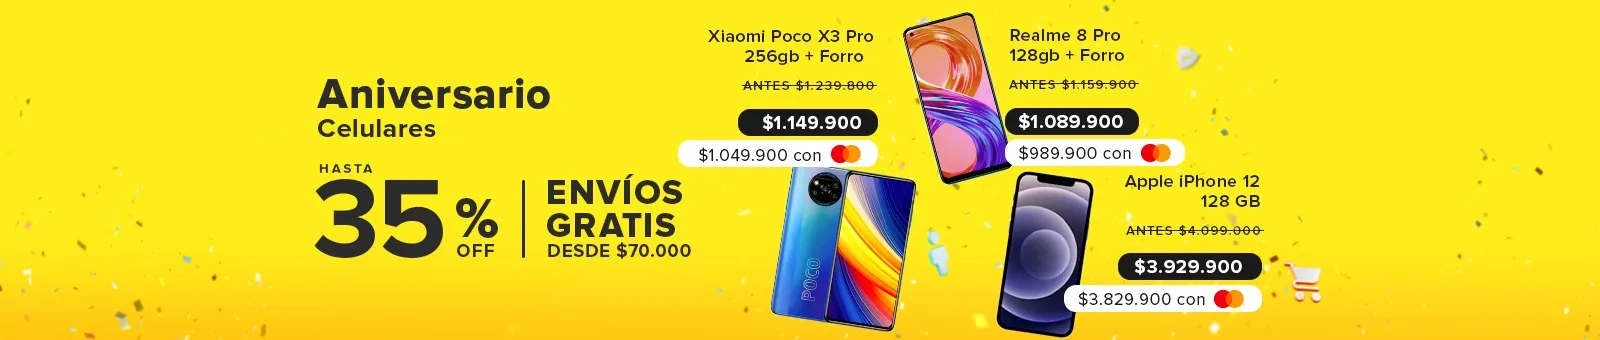 Aniversario
Celulares
HASTA
35% OFF
ENVÍOS
GRATIS
DESDE $70.000
Xiaomi Poco X3 Pro
256gb + Forro
ANTES $1.239.800
$1.149.900
$1.049.900 con
POCO
Realme 8 Pro
128gb + Forro
ANTES $1.159.900
$1.089.900
$989.900 con
Apple iPhone 12
128 GB
ANTES $4.099.000
$3.929.900
$3.829.900 con